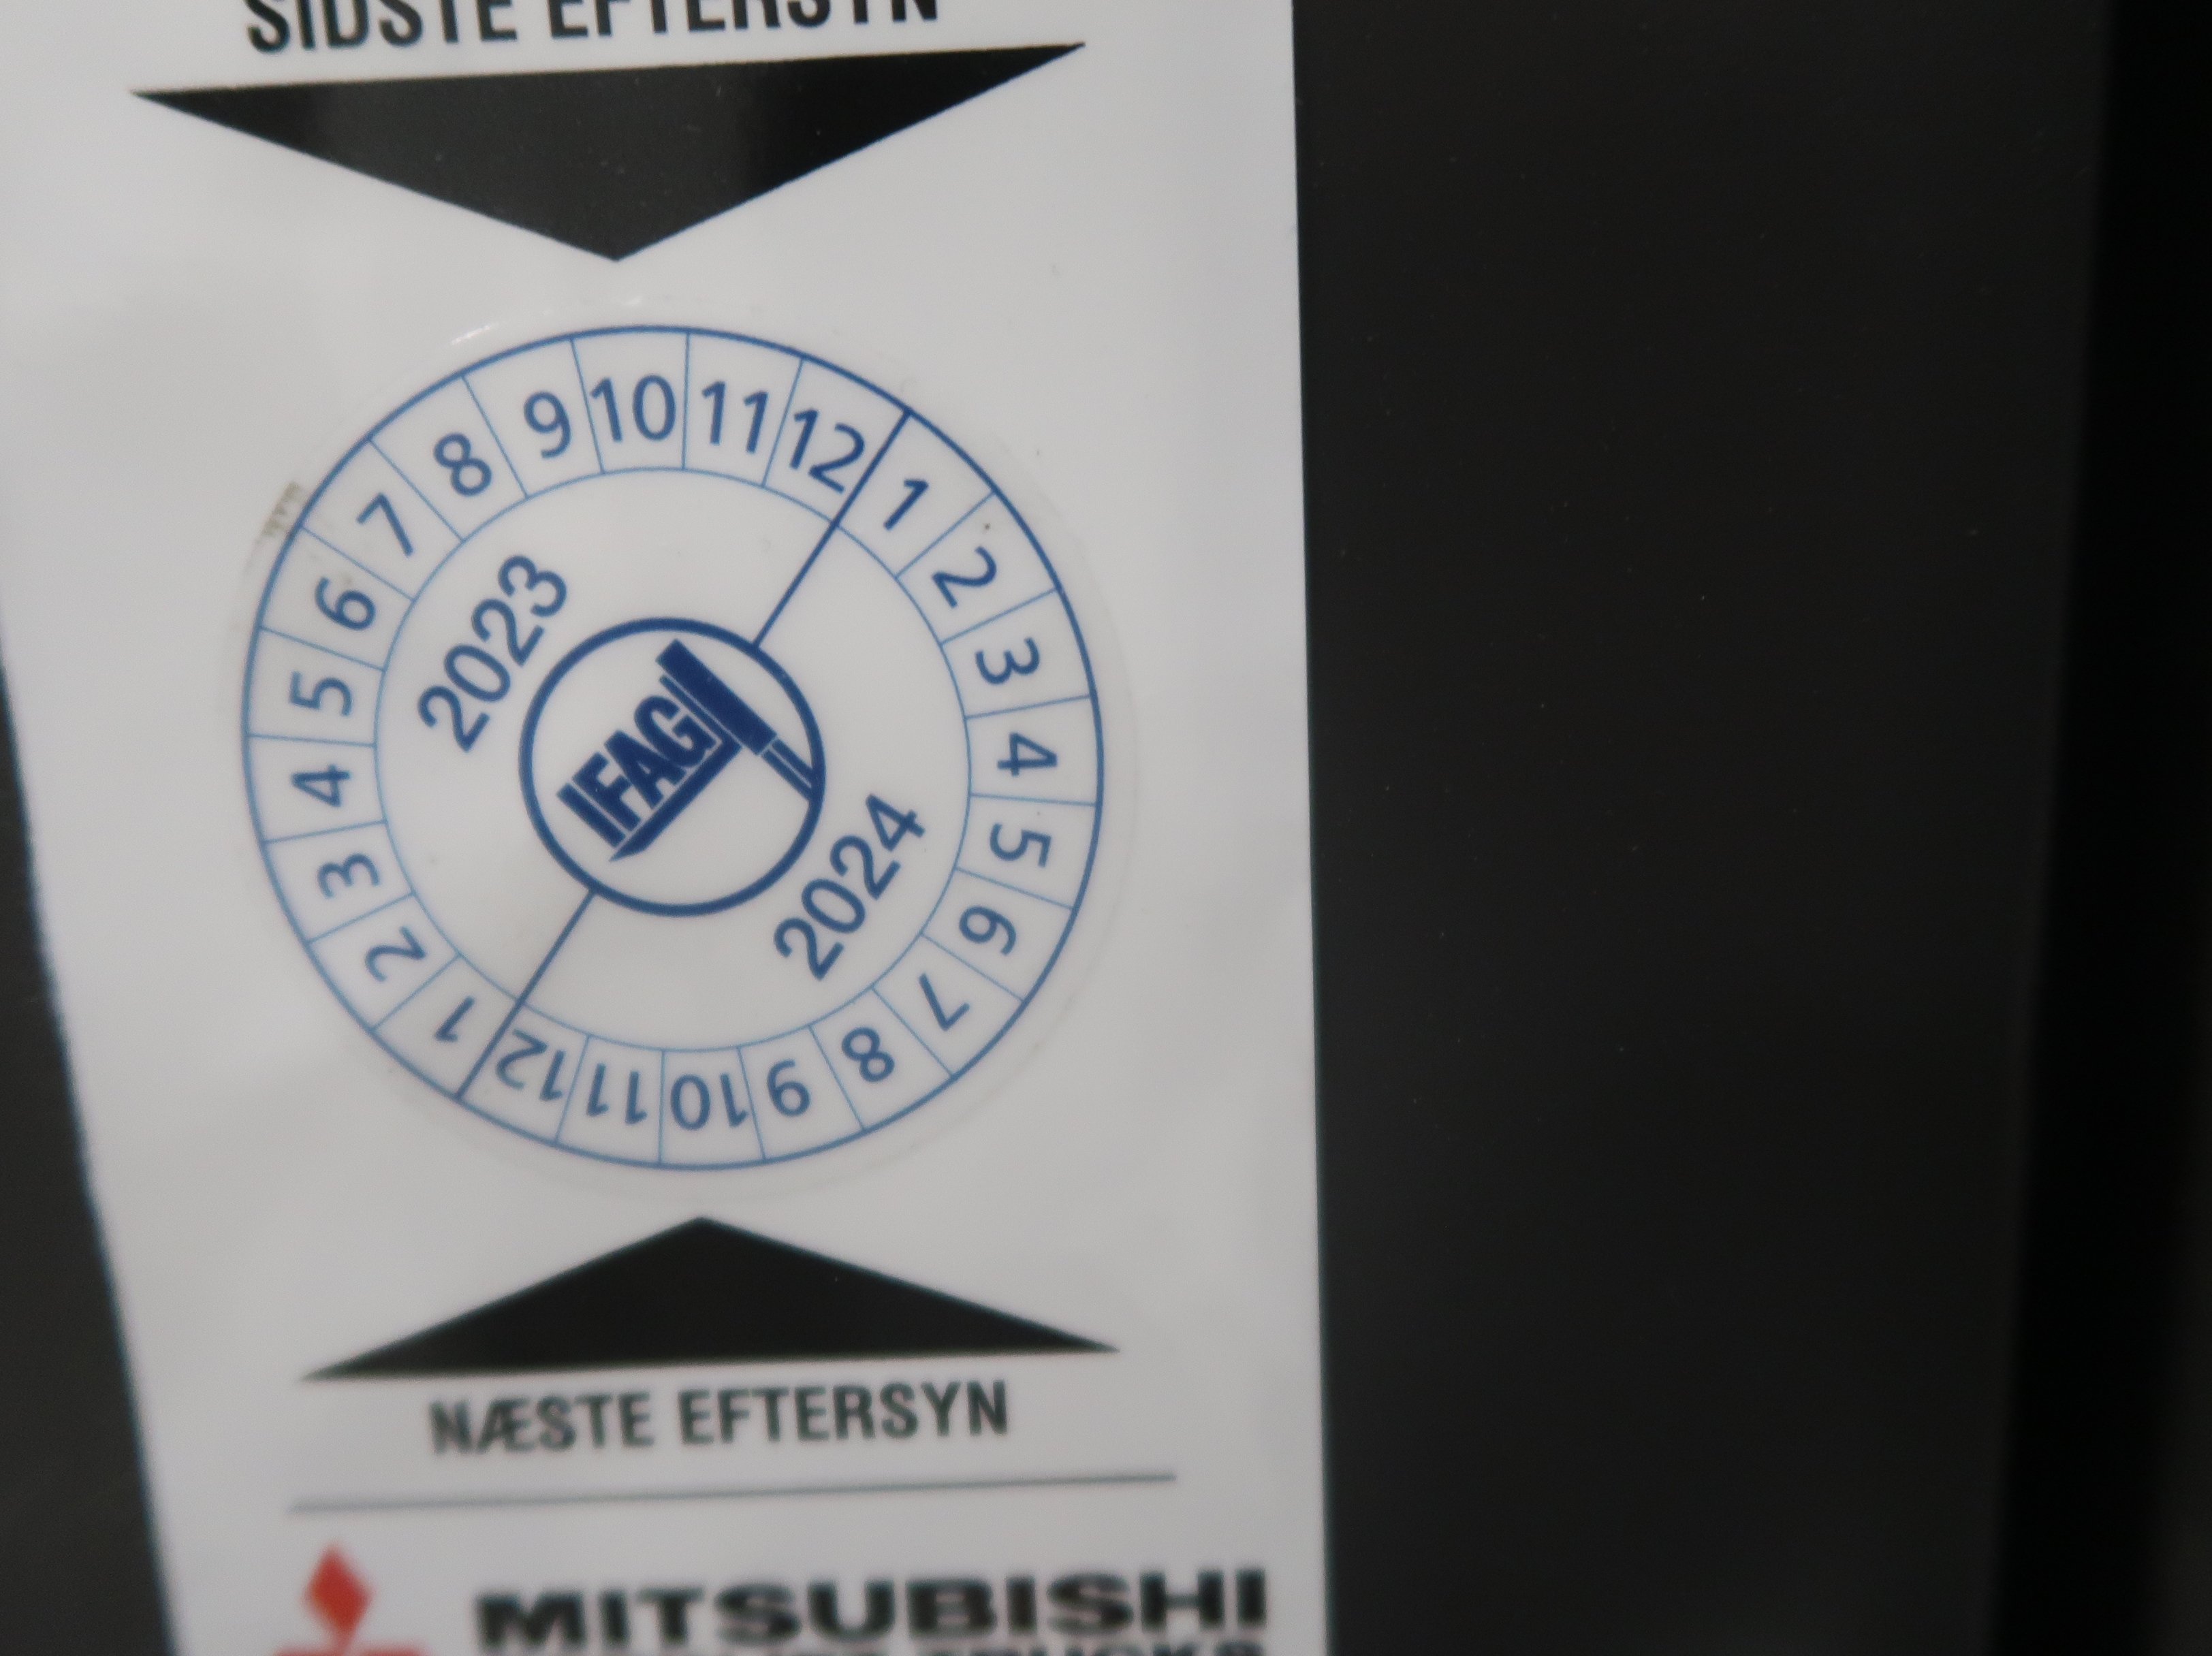 SIDSTE EFTERSYN
1 2 3 4 5 6 7 8 9 10 11 12
2023
IFAG
2024
1 2 3 4 5 6 7 8 9 10 11 12
NÆSTE EFTERSYN
MITSUBISHI